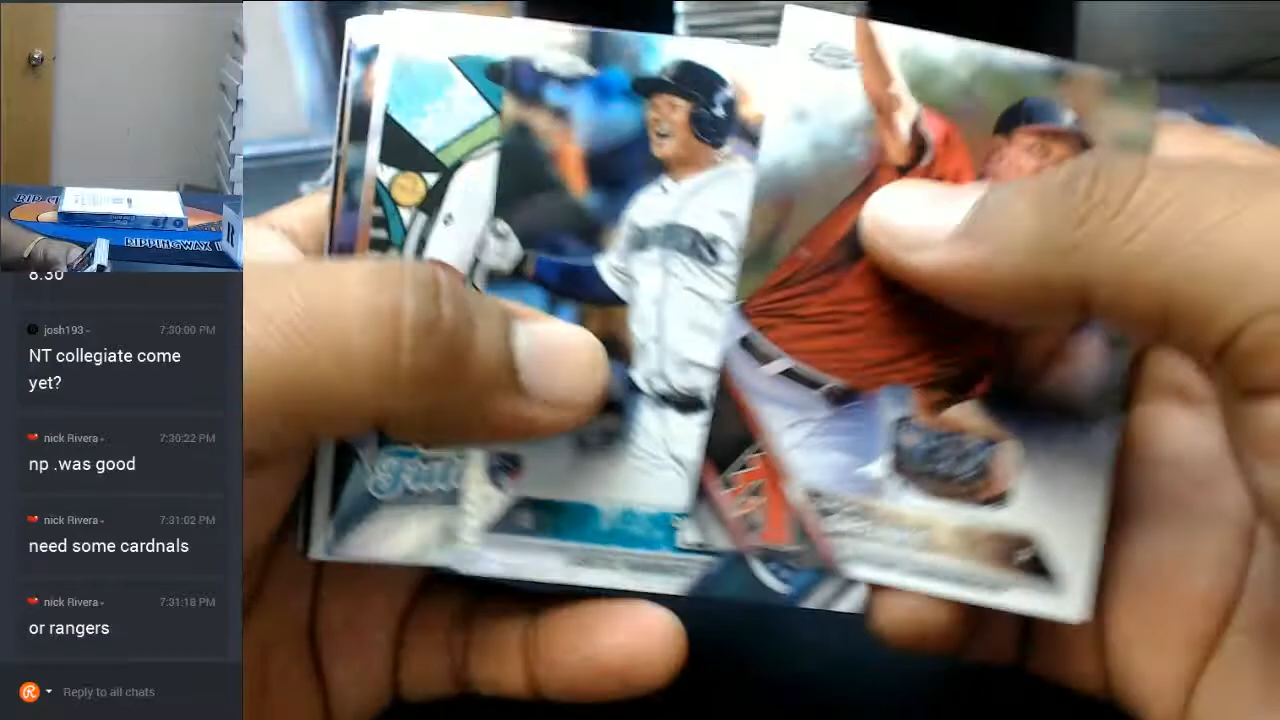 RIPPINGWAX
R
8:30
josh193 7:30:00 PM
NT collegiate come
yet?
nick Rivera 7:30:22 PM
np .was good
nick Rivera 7:31:02 PM
need some cardnals
nick Rivera 7:31:18 PM
or rangers
Reply to all chats